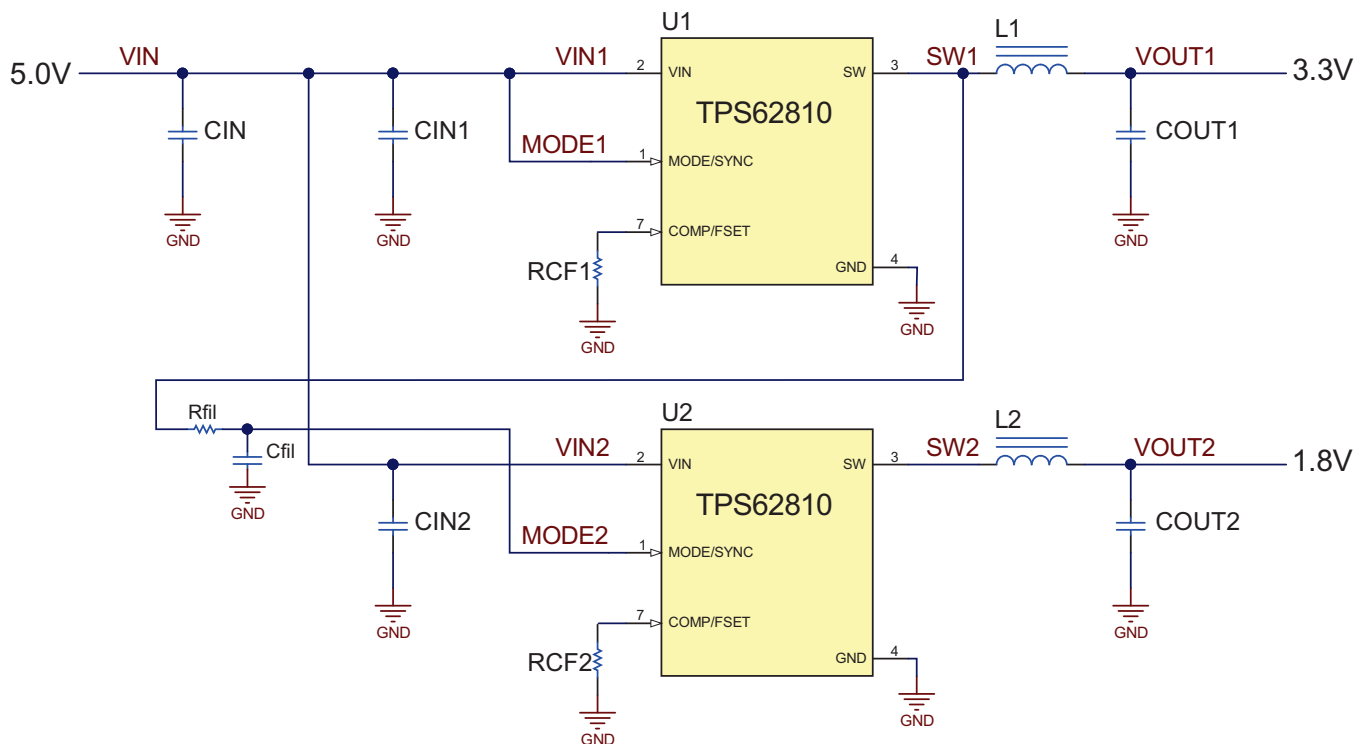 U1
L1
VIN
VIN1
SW1
VOUT1
5.0V
2
VIN
SW
3
3.3V
TPS62810
CIN
CIN1
COUT1
MODE1
1
MODE/SYNC
GND
GND
GND
7
COMP/FSET
RCF1
GND
4
GND
GND
Rfil
U2
L2
Cfil
VIN2
SW2
VOUT2
2
VIN
SW
3
1.8V
GND
TPS62810
CIN2
COUT2
MODE2
1
MODE/SYNC
GND
GND
7
COMP/FSET
RCF2
GND
4
GND
GND